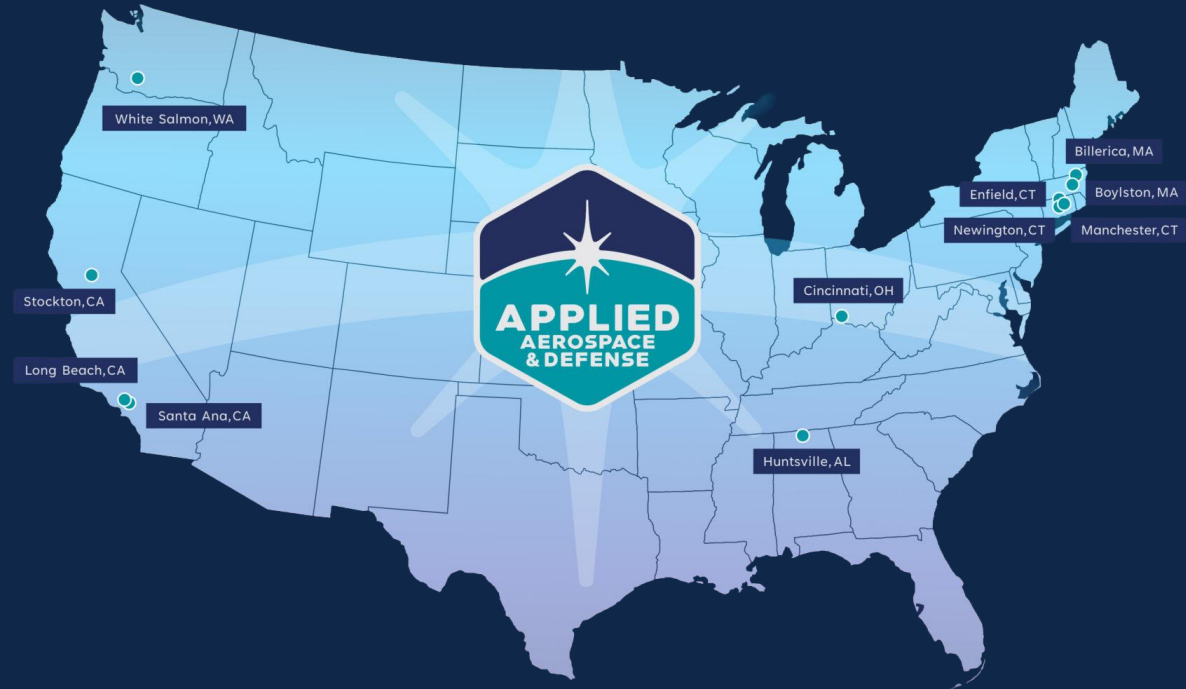 White Salmon,WA
Billerica,MA
Enfield,CT
Boylston,MA
Newington,CT
Manchester,CT
Stockton,CA
Cincinnati,OH
APPLIED
AEROSPACE
& DEFENSE
Long Beach,CA
Santa Ana,CA
Huntsville,AL